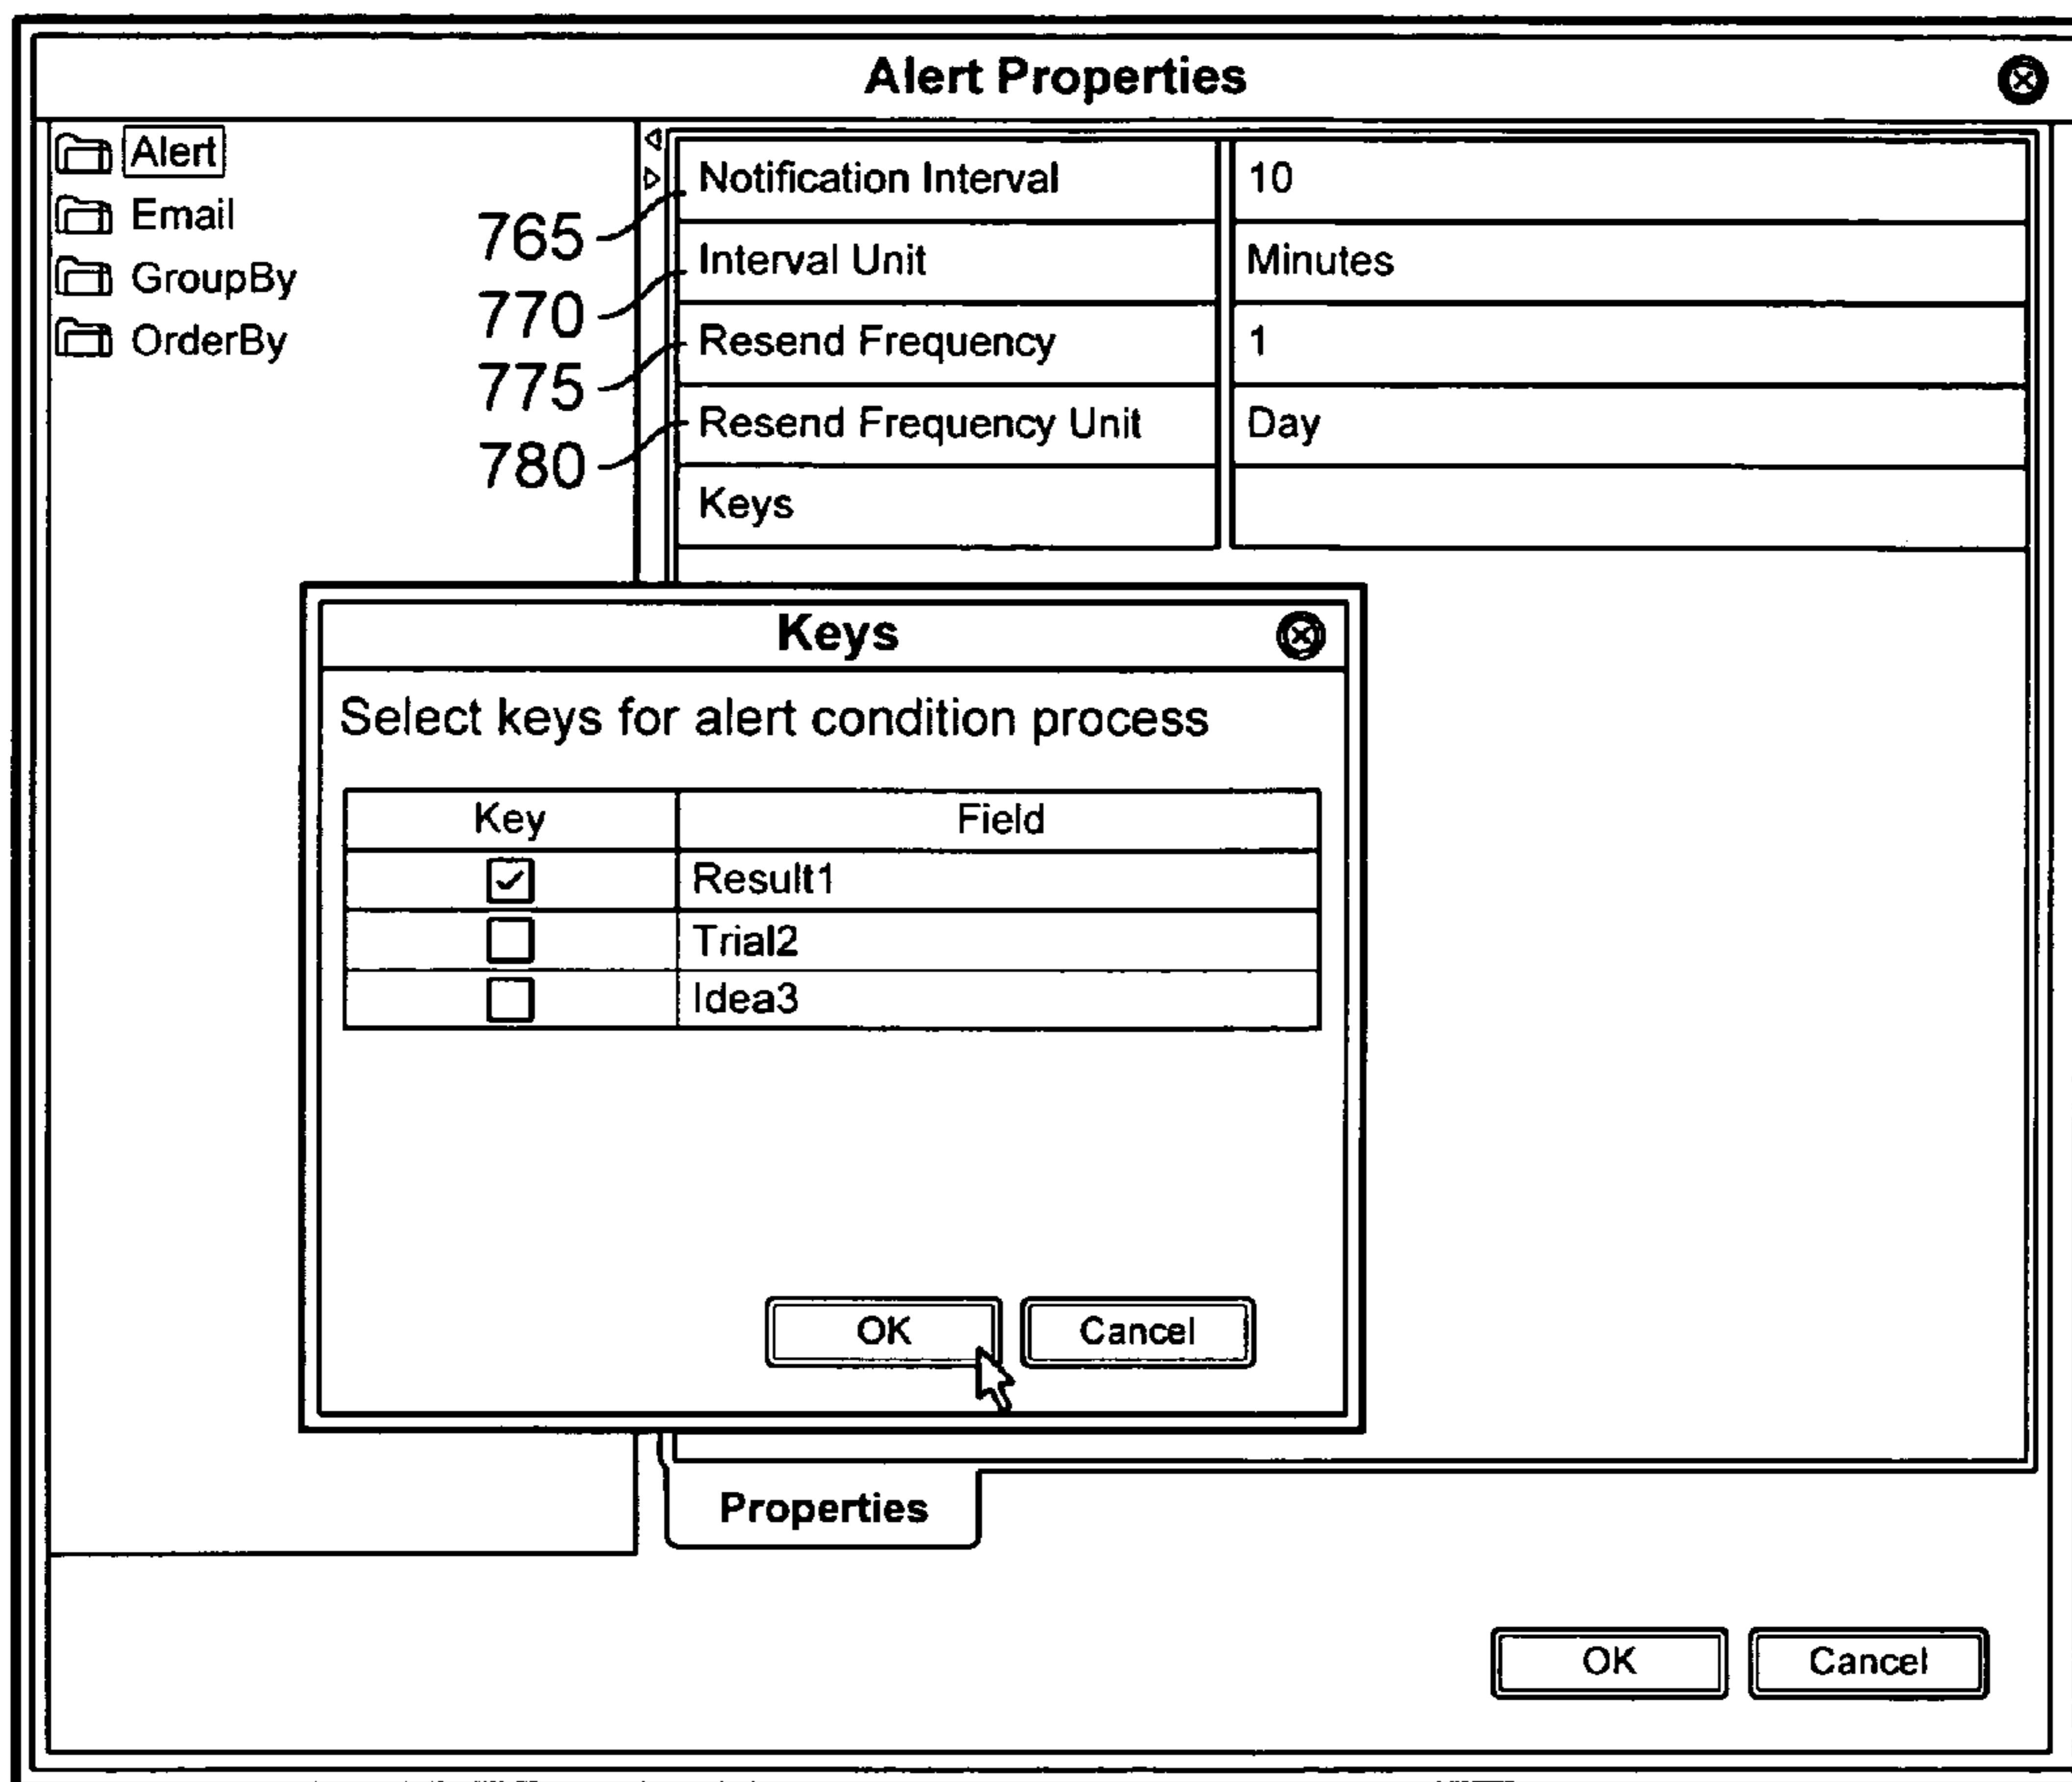 Alert Properties
Alert
Email
GroupBy
OrderBy
765
770
775
780
Notification Interval 10
Interval Unit Minutes
Resend Frequency 1
Resend Frequency Unit Day
Keys
Keys
Select keys for alert condition process
Key Field
Result1
Trial2
Idea3
OK Cancel
Properties
OK Cancel